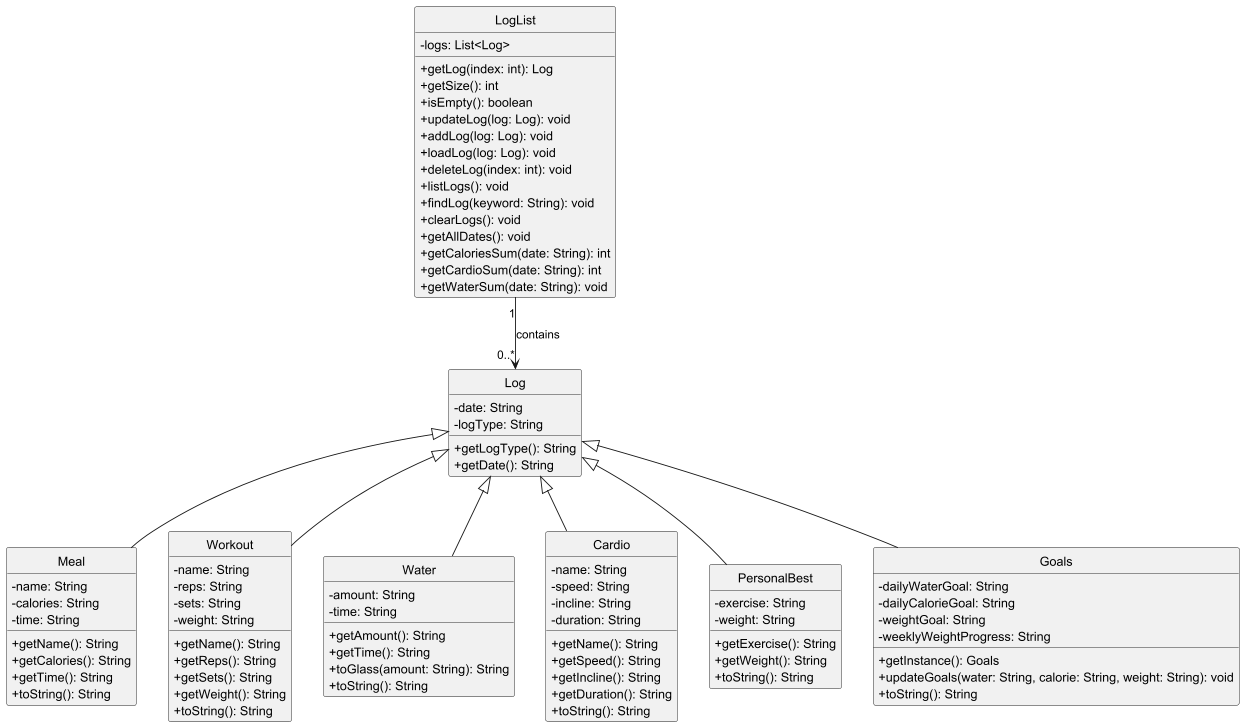 LogList
-logs: List<Log>
+getLog(index: int): Log
+getSize(): int
+isEmpty(): boolean
+updateLog(log: Log): void
+addLog(log: Log): void
+loadLog(log: Log): void
+deleteLog(index: int): void
+listLogs(): void
+findLog(keyword: String): void
+clearLogs(): void
+getAllDates(): void
+getCaloriesSum(date: String): int
+getCardioSum(date: String): int
+getWaterSum(date: String): void
1
contains
0..*
Log
-date: String
-logType: String
+getLogType(): String
+getDate(): String
Meal
-name: String
-calories: String
-time: String
+getName(): String
+getCalories(): String
+getTime(): String
+toString(): String
Workout
-name: String
-reps: String
-sets: String
-weight: String
+getName(): String
+getReps(): String
+getSets(): String
+getWeight(): String
+toString(): String
Water
-amount: String
-time: String
+getAmount(): String
+getTime(): String
+toGlass(amount: String): String
+toString(): String
Cardio
-name: String
-speed: String
-incline: String
-duration: String
+getName(): String
+getSpeed(): String
+getIncline(): String
+getDuration(): String
+toString(): String
PersonalBest
-exercise: String
-weight: String
+getExercise(): String
+getWeight(): String
+toString(): String
Goals
-dailyWaterGoal: String
-dailyCalorieGoal: String
-weightGoal: String
-weeklyWeightProgress: String
+getInstance(): Goals
+updateGoals(water: String, calorie: String, weight: String): void
+toString(): String